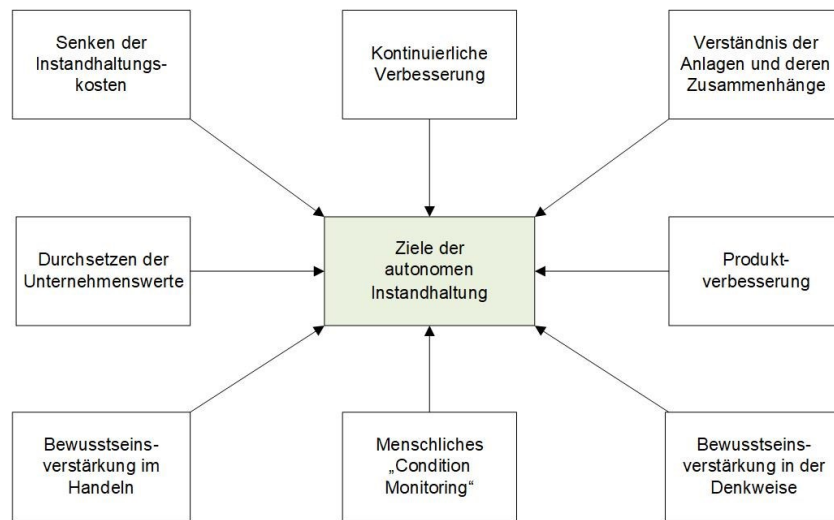 Senken der
Instandhaltungs-
kosten
Kontinuierliche
Verbesserung
Verständnis der
Anlagen und deren
Zusammenhänge
Durchsetzen der
Unternehmenswerte
Ziele der
autonomen
Instandhaltung
Produkt-
verbesserung
Bewusstseins-
verstärkung im
Handeln
Menschliches
„Condition
Monitoring“
Bewusstseins-
verstärkung in der
Denkweise